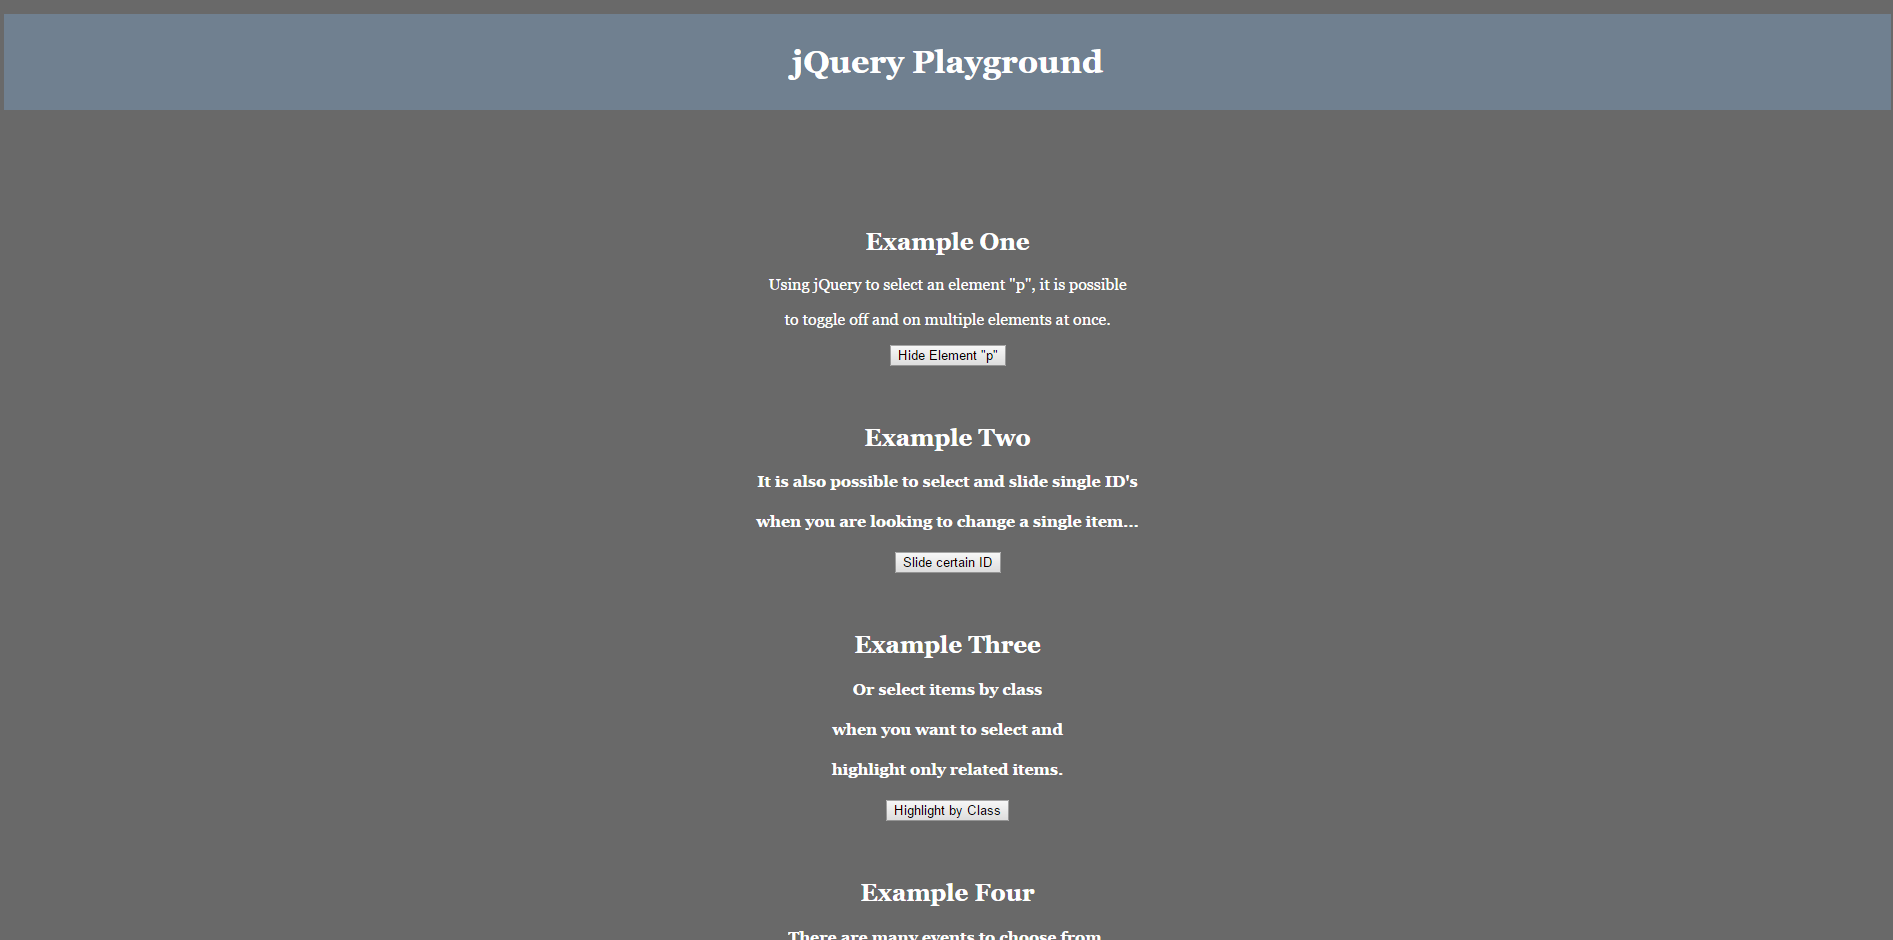 jQuery Playground
Example One
Using jQuery to select an element "p", it is possible
to toggle off and on multiple elements at once.
Hide Element "p"
Example Two
It is also possible to select and slide single ID's
when you are looking to change a single item...
Slide certain ID
Example Three
Or select items by class
when you want to select and
highlight only related items.
Highlight by Class
Example Four
There are many events to choose from